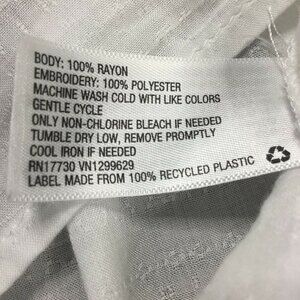 BODY: 100% RAYON
EMBROIDERY: 100% POLYESTER
MACHINE WASH COLD WITH LIKE COLORS
GENTLE CYCLE
ONLY NON-CHLORINE BLEACH IF NEEDED
TUMBLE DRY LOW, REMOVE PROMPTLY
COOL IRON IF NEEDED
RN17730 VN1299629
LABEL MADE FROM 100% RECYCLED PLASTIC